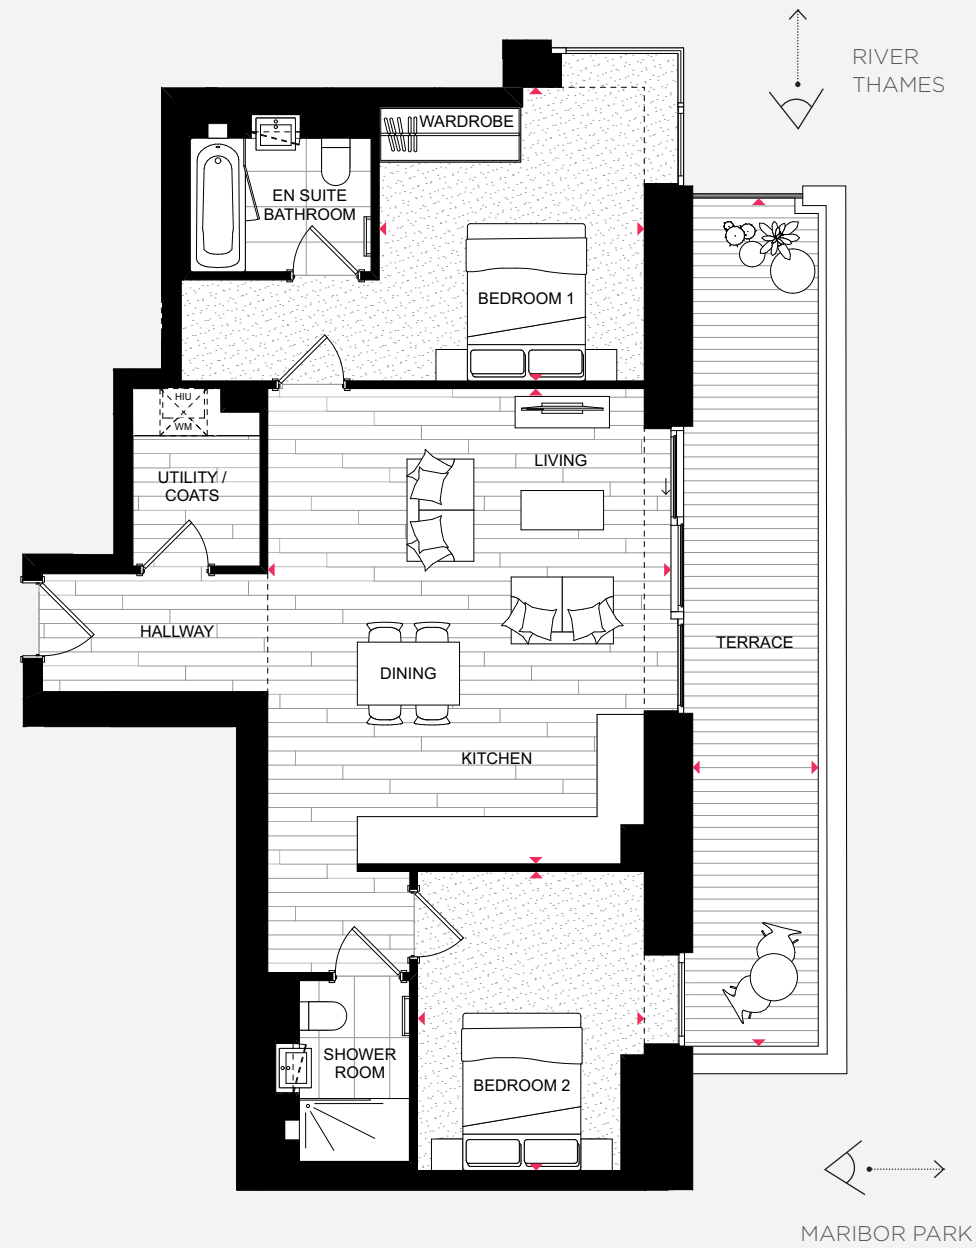 RIVER
THAMES
WARDROBE
EN SUITE
BATHROOM
BEDROOM 1
HIU
WM
LIVING
UTILITY /
COATS
HALLWAY
TERRACE
DINING
KITCHEN
SHOWER
ROOM
BEDROOM 2
MARIBOR PARK